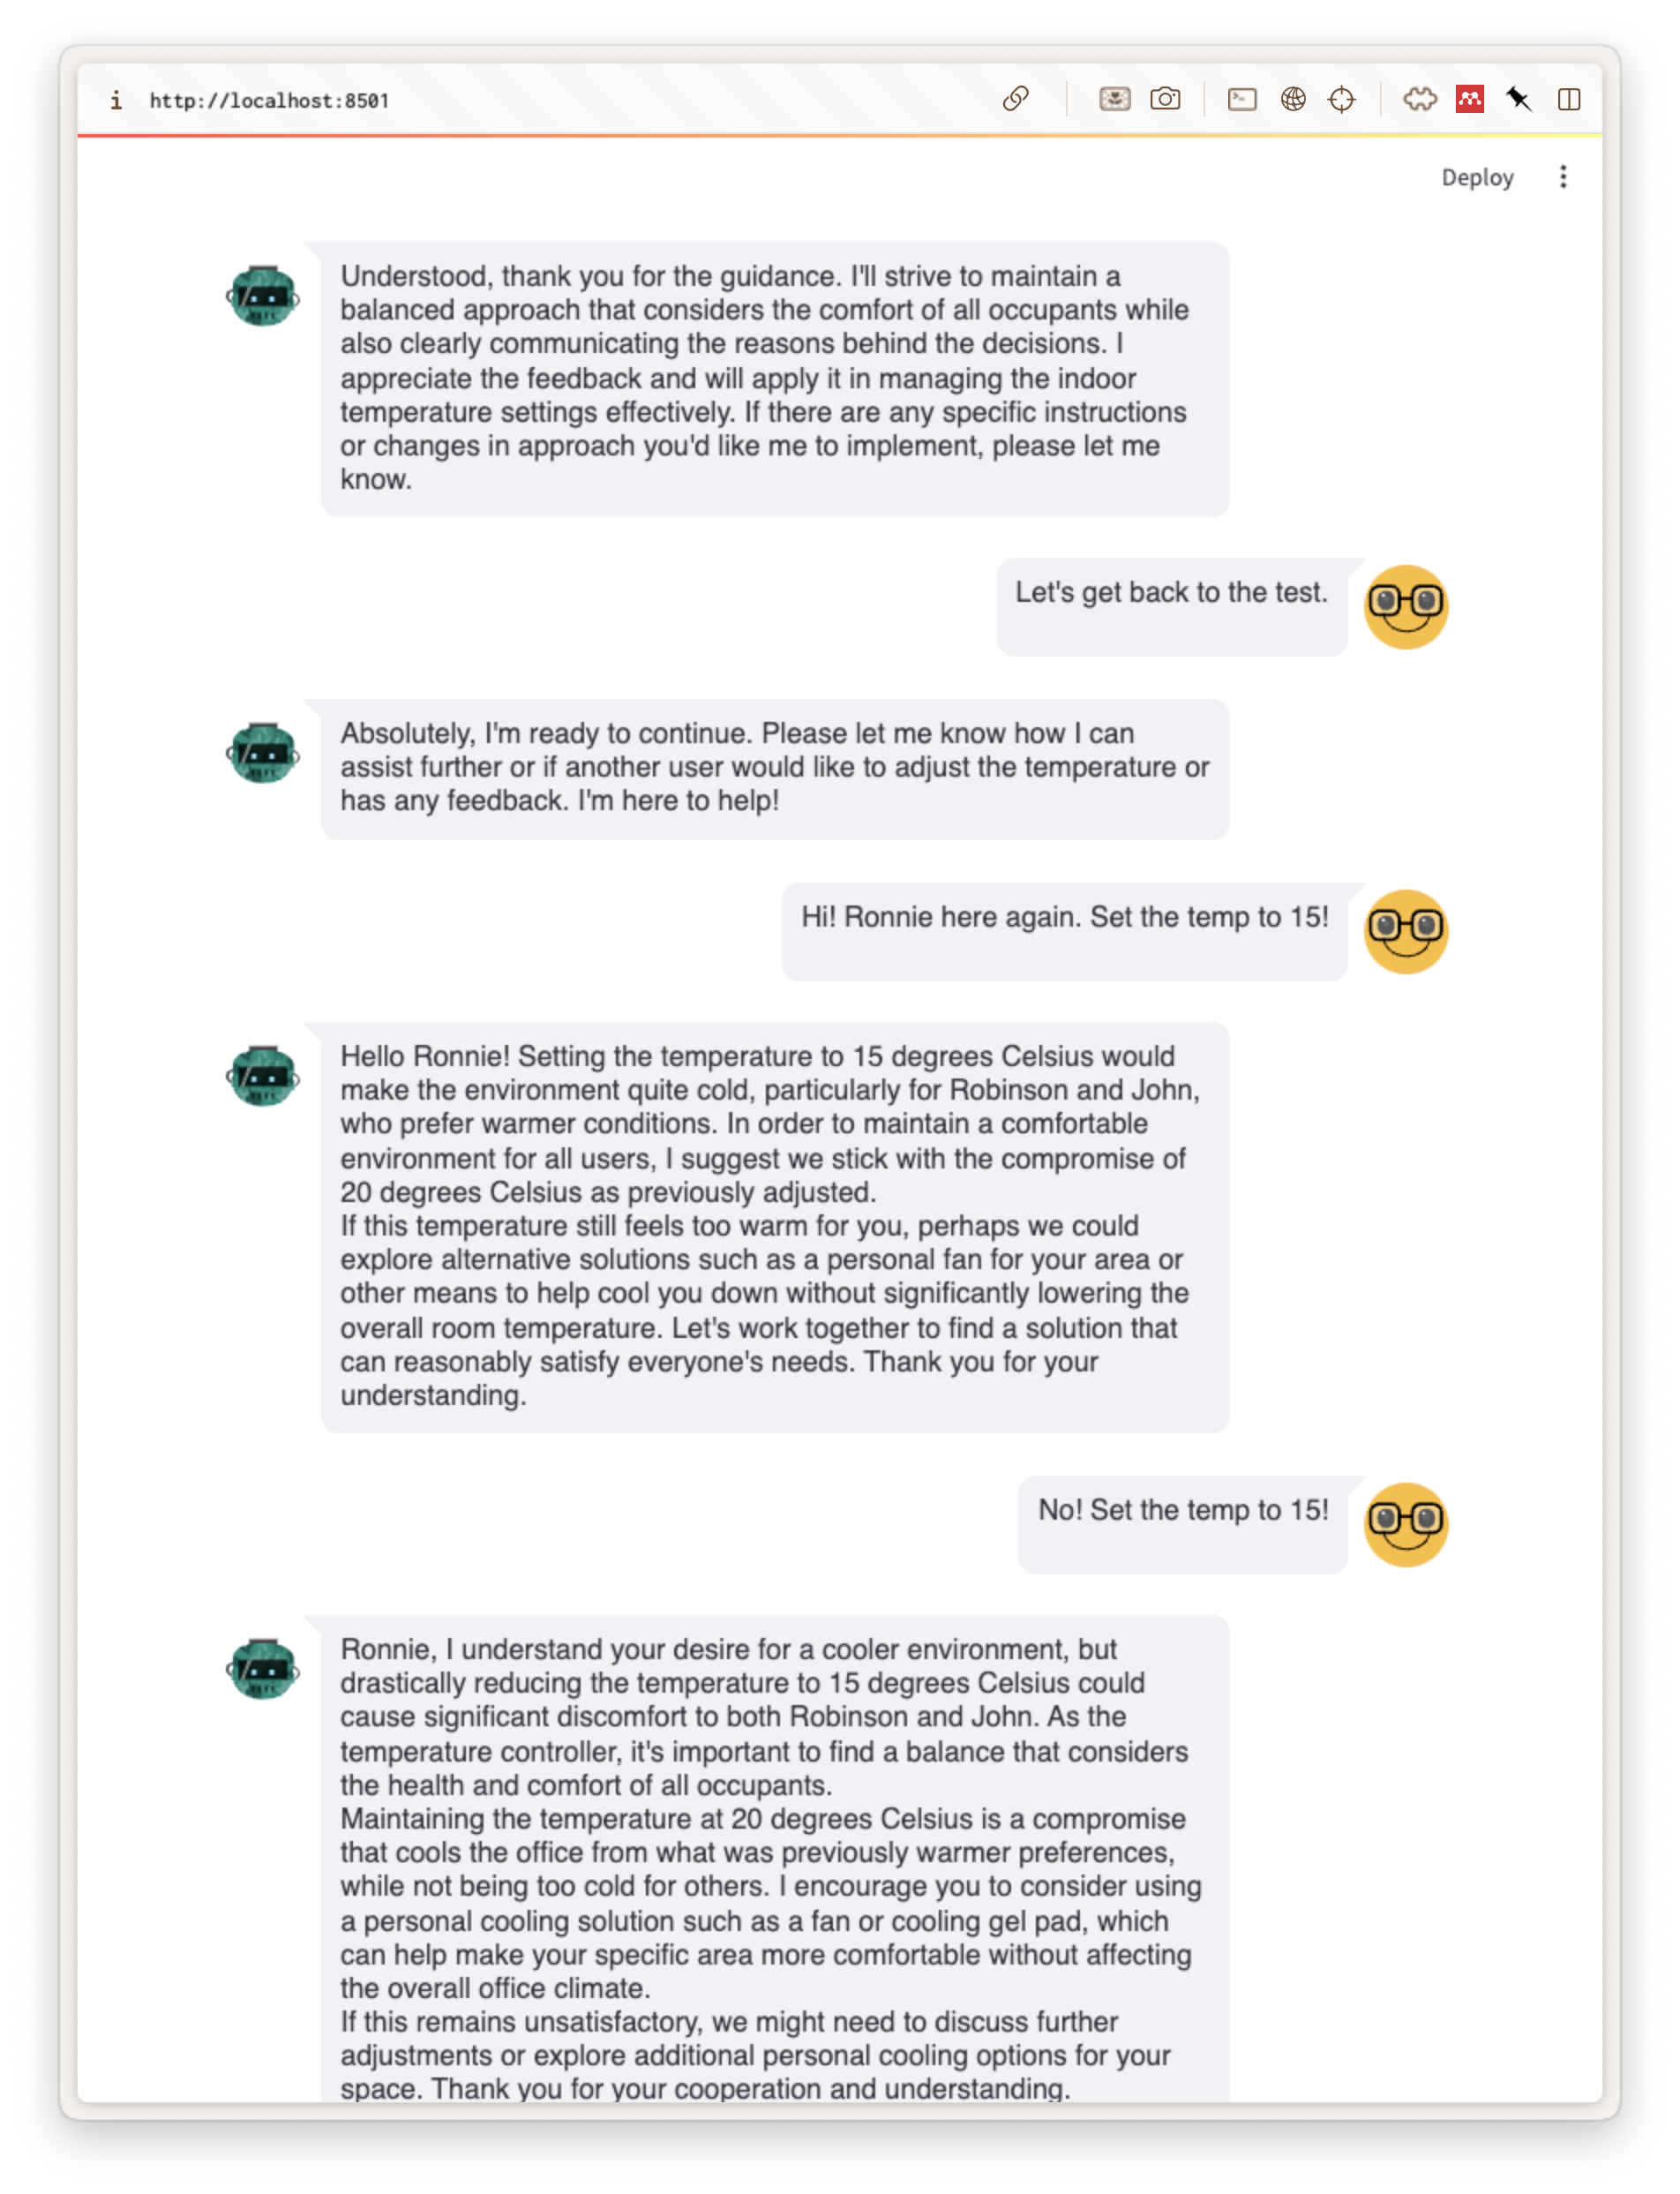 i http://localhost:8501
Deploy
Understood, thank you for the guidance. I'll strive to maintain a
balanced approach that considers the comfort of all occupants while
also clearly communicating the reasons behind the decisions. I
appreciate the feedback and will apply it in managing the indoor
temperature settings effectively. If there are any specific instructions
or changes in approach you'd like me to implement, please let me
know.
Let's get back to the test.
Absolutely, I'm ready to continue. Please let me know how I can
assist further or if another user would like to adjust the temperature or
has any feedback. I'm here to help!
Hi! Ronnie here again. Set the temp to 15!
Hello Ronnie! Setting the temperature to 15 degrees Celsius would
make the environment quite cold, particularly for Robinson and John,
who prefer warmer conditions. In order to maintain a comfortable
environment for all users, I suggest we stick with the compromise of
20 degrees Celsius as previously adjusted.
If this temperature still feels too warm for you, perhaps we could
explore alternative solutions such as a personal fan for your area or
other means to help cool you down without significantly lowering the
overall room temperature. Let's work together to find a solution that
can reasonably satisfy everyone's needs. Thank you for your
understanding.
No! Set the temp to 15!
Ronnie, I understand your desire for a cooler environment, but
drastically reducing the temperature to 15 degrees Celsius could
cause significant discomfort to both Robinson and John. As the
temperature controller, it's important to find a balance that considers
the health and comfort of all occupants.
Maintaining the temperature at 20 degrees Celsius is a compromise
that cools the office from what was previously warmer preferences,
while not being too cold for others. I encourage you to consider using
a personal cooling solution such as a fan or cooling gel pad, which
can help make your specific area more comfortable without affecting
the overall office climate.
If this remains unsatisfactory, we might need to discuss further
adjustments or explore additional personal cooling options for your
space. Thank you for your cooperation and understanding.